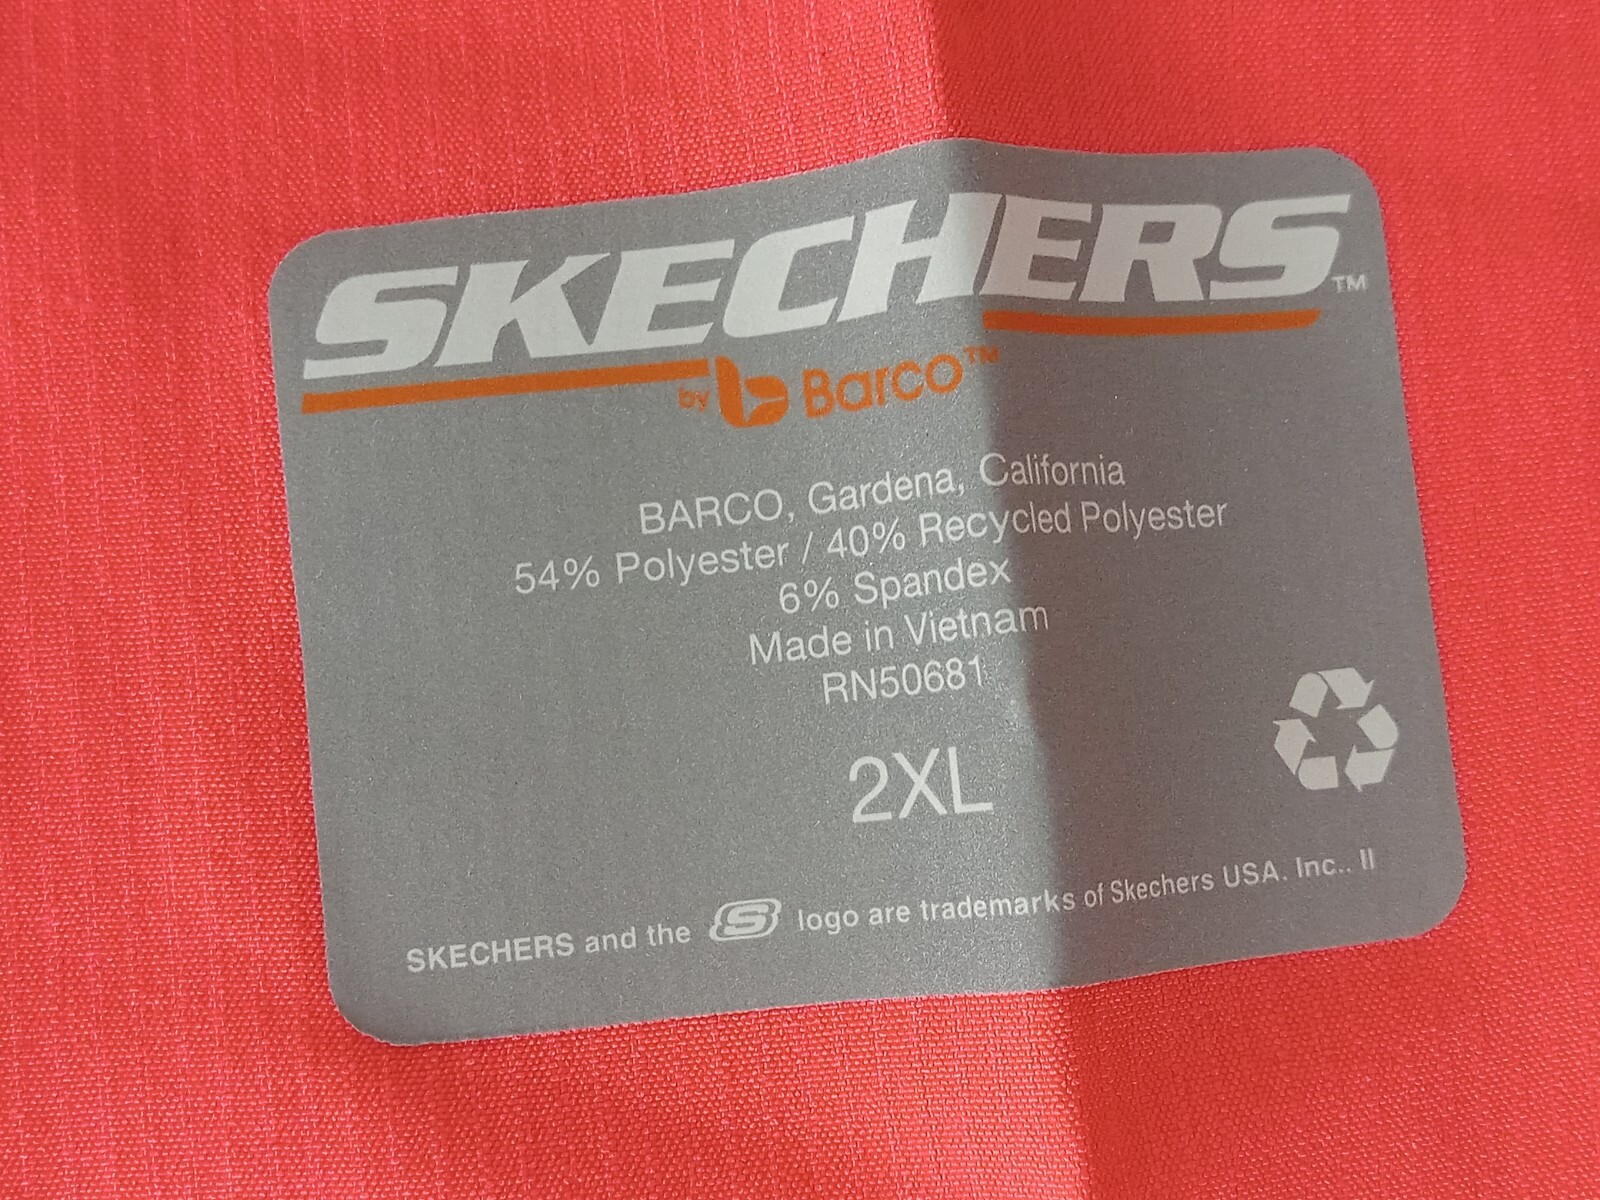 SKECHERS™
by Barco™
BARCO, Gardena, California
54% Polyester / 40% Recycled Polyester
6% Spandex
Made in Vietnam
RN50681
2XL
SKECHERS and the S logo are trademarks of Skechers USA. Inc.. II